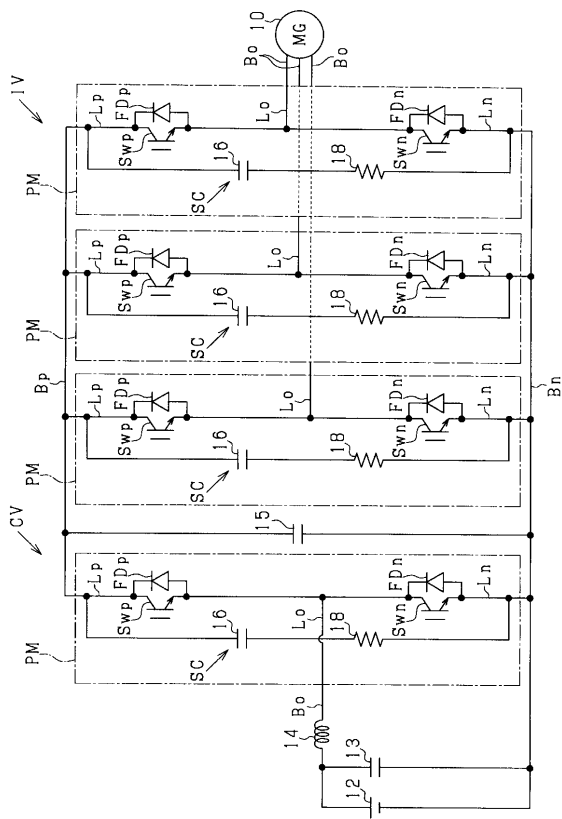 10
MG
Bo
Bo
1V
Lp
FDp
Swp
PM
16
SC
Lo
18
FDn
Swn
Ln
Lp
FDp
Swp
PM
16
SC
Lo
18
FDn
Swn
Ln
Bp
Bn
Lp
FDp
Swp
PM
16
SC
Lo
18
FDn
Swn
Ln
CV
15
Lp
FDp
Swp
PM
16
SC
Lo
18
FDn
Swn
Ln
Bo
14
13
12